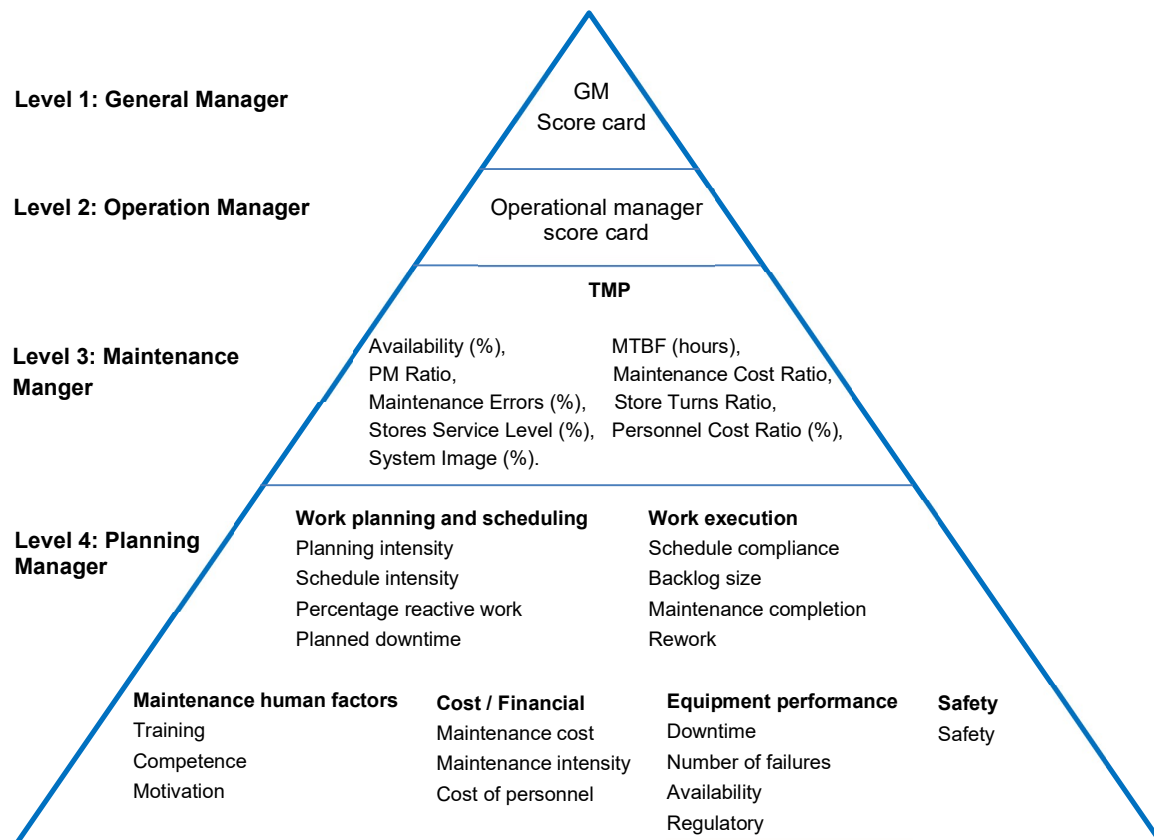 Level 1: General Manager
GM
Score card
Level 2: Operation Manager
Operational manager
score card
TMP
Level 3: Maintenance
Manger
Availability (%),
PM Ratio,
Maintenance Errors (%),
Stores Service Level (%),
System Image (%).
MTBF (hours),
Maintenance Cost Ratio,
Store Turns Ratio,
Personnel Cost Ratio (%),
Level 4: Planning
Manager
Work planning and scheduling
Planning intensity
Schedule intensity
Percentage reactive work
Planned downtime
Work execution
Schedule compliance
Backlog size
Maintenance completion
Rework
Maintenance human factors
Training
Competence
Motivation
Cost / Financial
Maintenance cost
Maintenance intensity
Cost of personnel
Equipment performance
Downtime
Number of failures
Availability
Regulatory
Safety
Safety